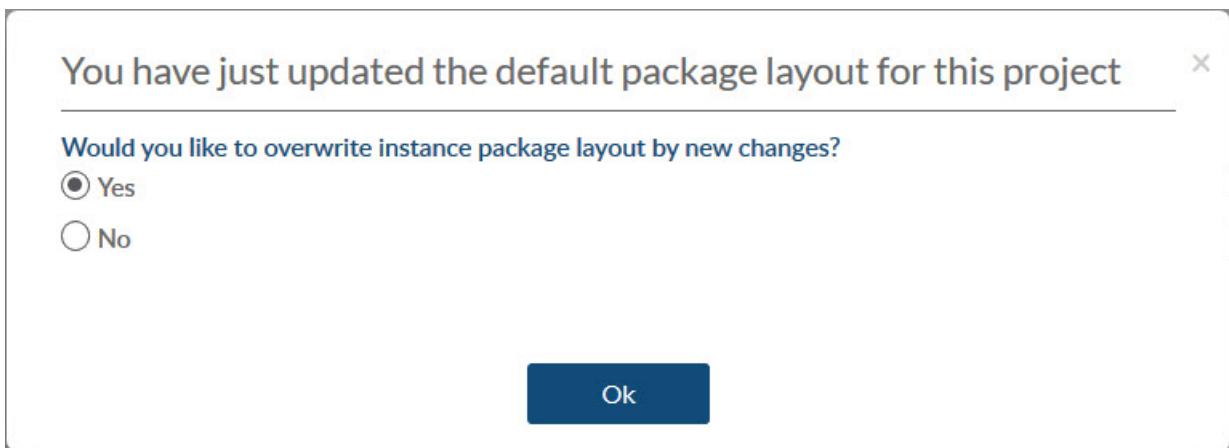 You have just updated the default package layout for this project
Would you like to overwrite instance package layout by new changes?
Yes
No
Ok